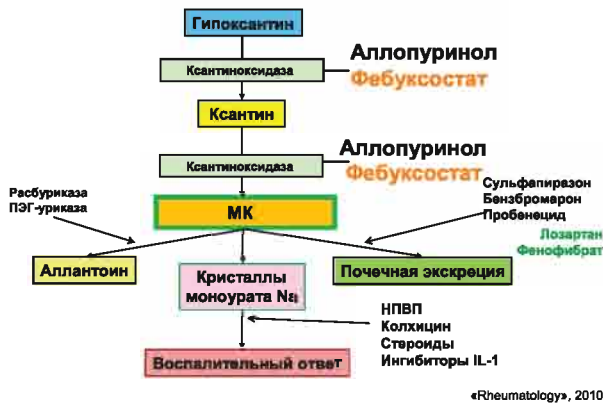 Гипоксантин
Ксантиноксидаза
Аллопуринол
Фебуксостат
Ксантин
Ксантиноксидаза
Аллопуринол
Фебуксостат
Расбуриказа
ПЭГ-уриказа
МК
Сульфапиразон
Бензбромарон
Пробенецид
Лозартан
Фенофибрат
Аллантоин
Кристаллы
моноурата Na
Почечная экскреция
НПВП
Колхицин
Стероиды
Ингибиторы IL-1
Воспалительный ответ
«Rheumatology», 2010